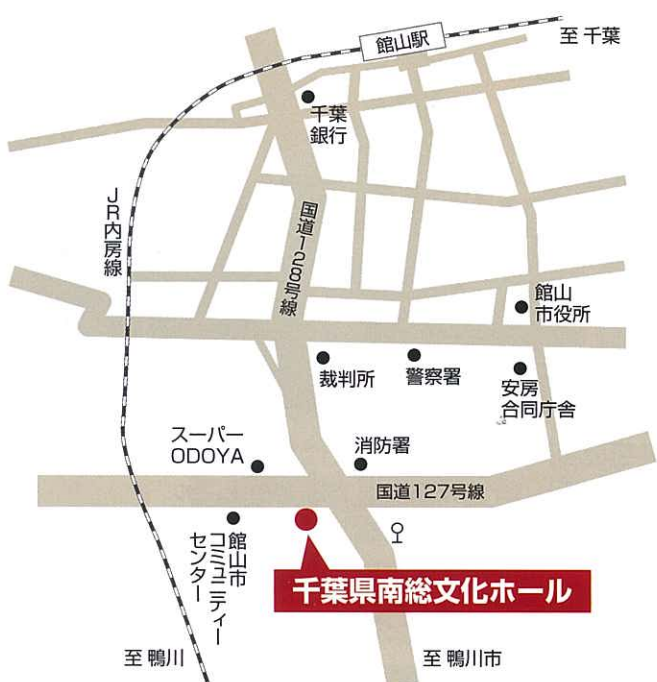 館山駅
至 千葉
千葉
銀行
JR内房線
国道128号線
館山
市役所
裁判所
警察署
安房
合同庁舎
スーパー
ODOYA
消防署
国道127号線
館山市
コミュニティー
センター
千葉県南総文化ホール
至 鴨川
至 鴨川市